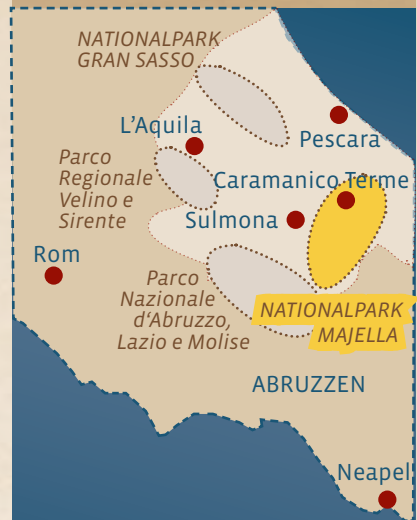 NATIONALPARK
GRAN SASSO
L’Aquila
Pescara
Parco
Regionale
Velino e
Sirente
Caramanico Terme
Sulmona
Rom
Parco
Nazionale
d‘Abruzzo,
Lazio e Molise
NATIONALPARK
MAJELLA
ABRUZZEN
Neapel